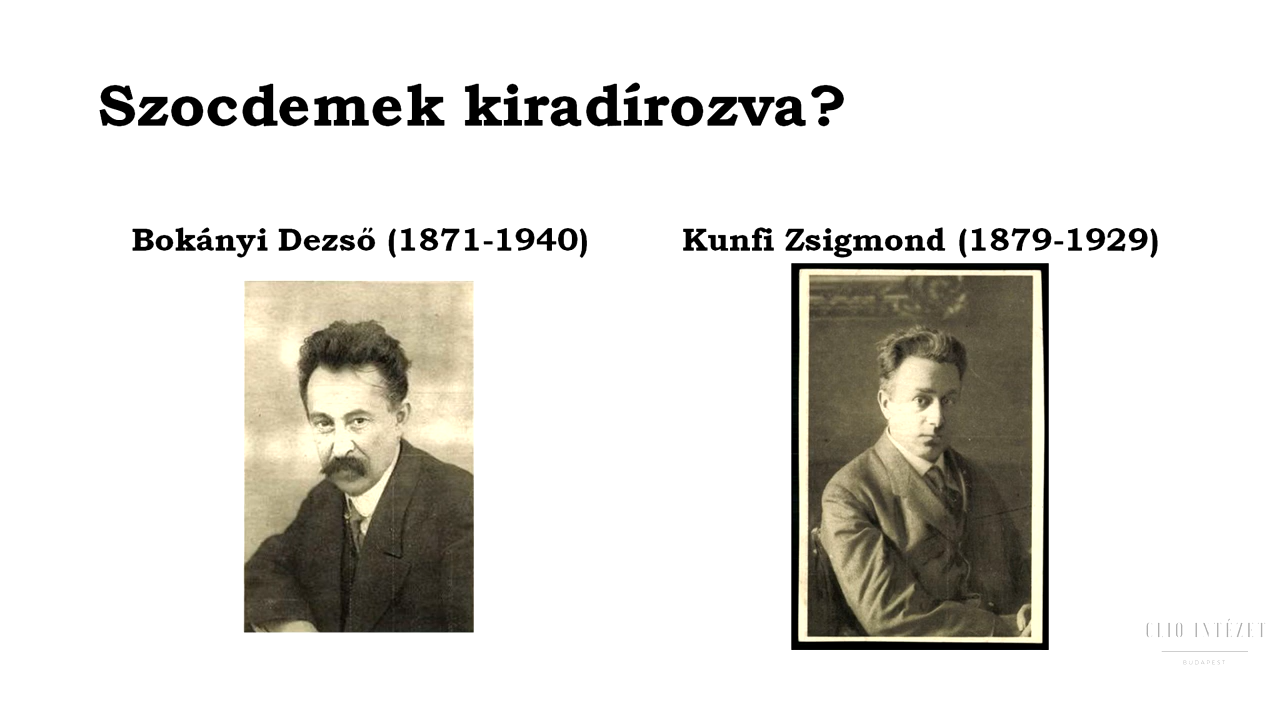 Szocdemek kiradírozva?
Bokányi Dezső (1871-1940)
Kunfi Zsigmond (1879-1929)
CLIO INTÉZET
BUDAPEST